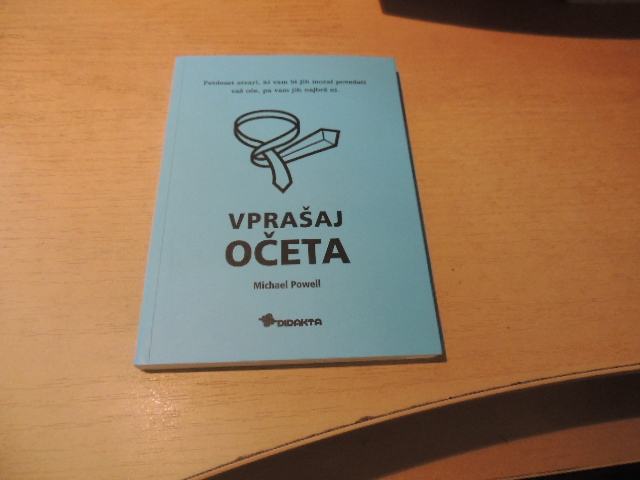 Petdeset stvari, ki vam bi jih moral povedati
vaš oče, pa vam jih najbrž ni.
VPRAŠAJ
OČETA
Michael Powell
DIDAKTA